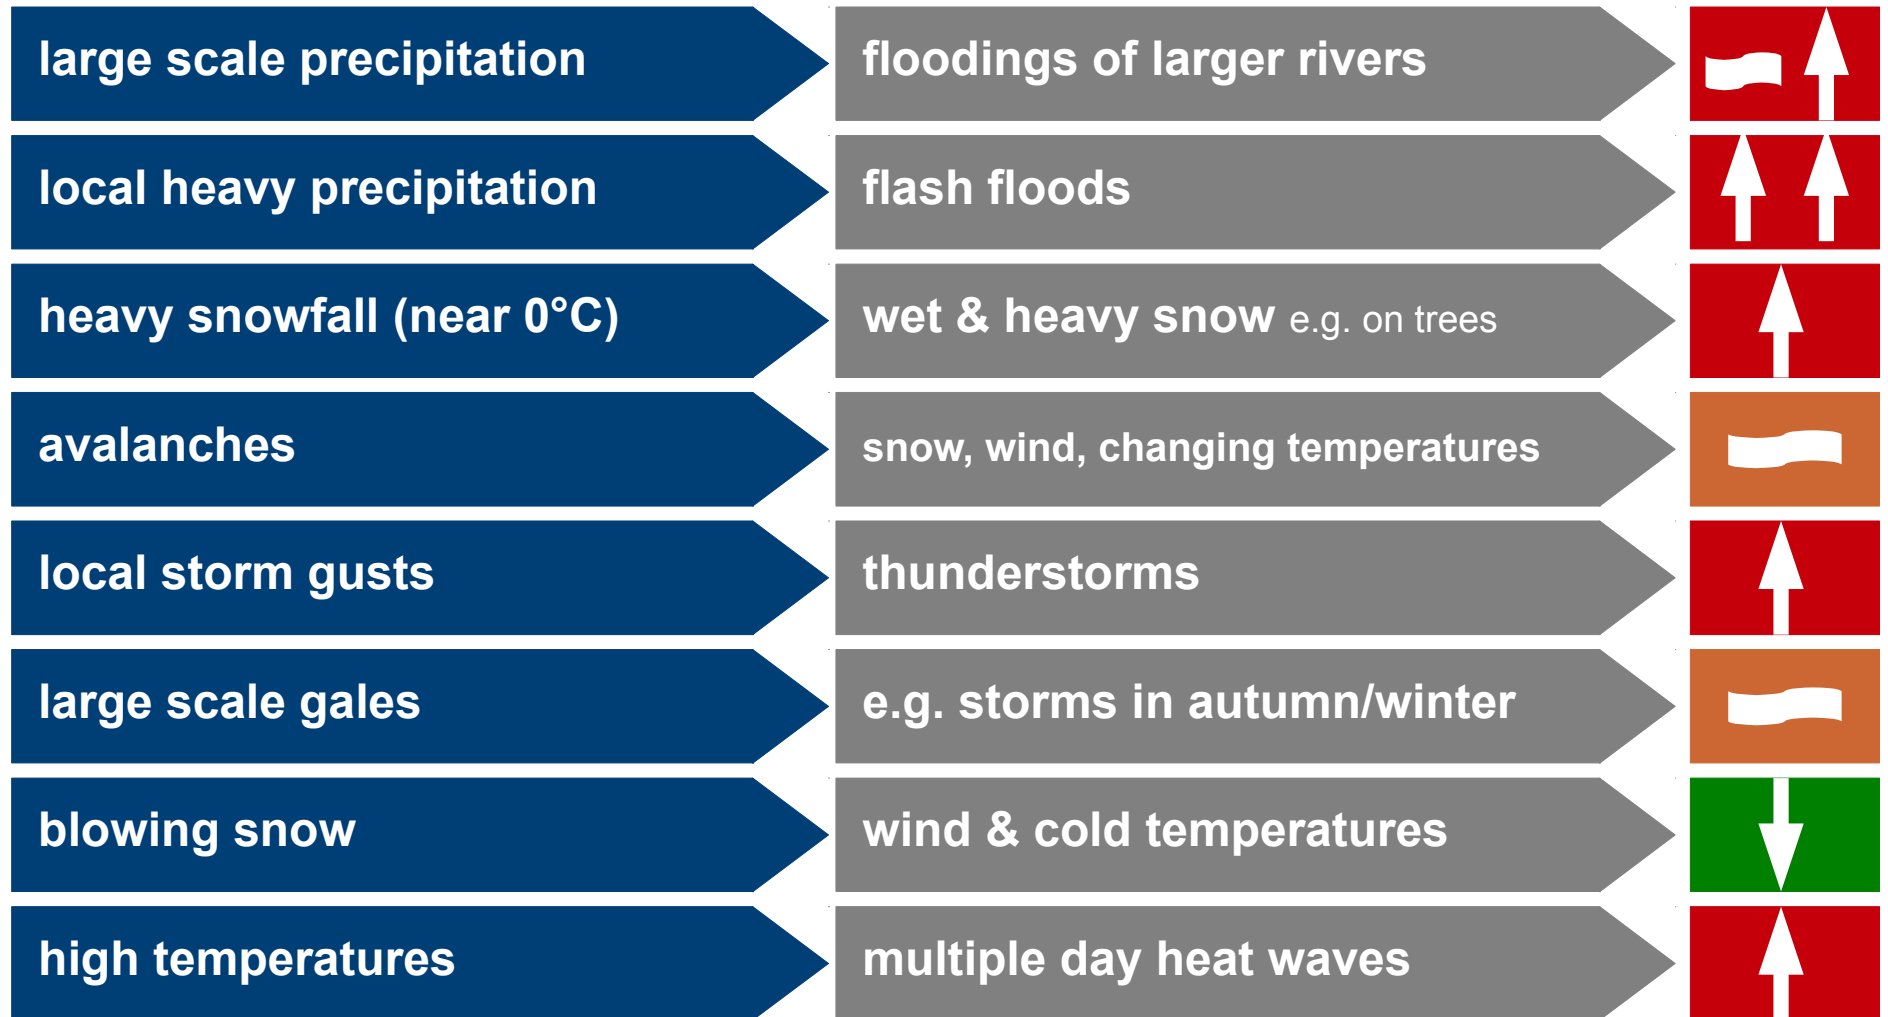 large scale precipitation floodings of larger rivers
local heavy precipitation flash floods
heavy snowfall (near 0°C) wet & heavy snow e.g. on trees
avalanches snow, wind, changing temperatures
local storm gusts thunderstorms
large scale gales e.g. storms in autumn/winter
blowing snow wind & cold temperatures
high temperatures multiple day heat waves